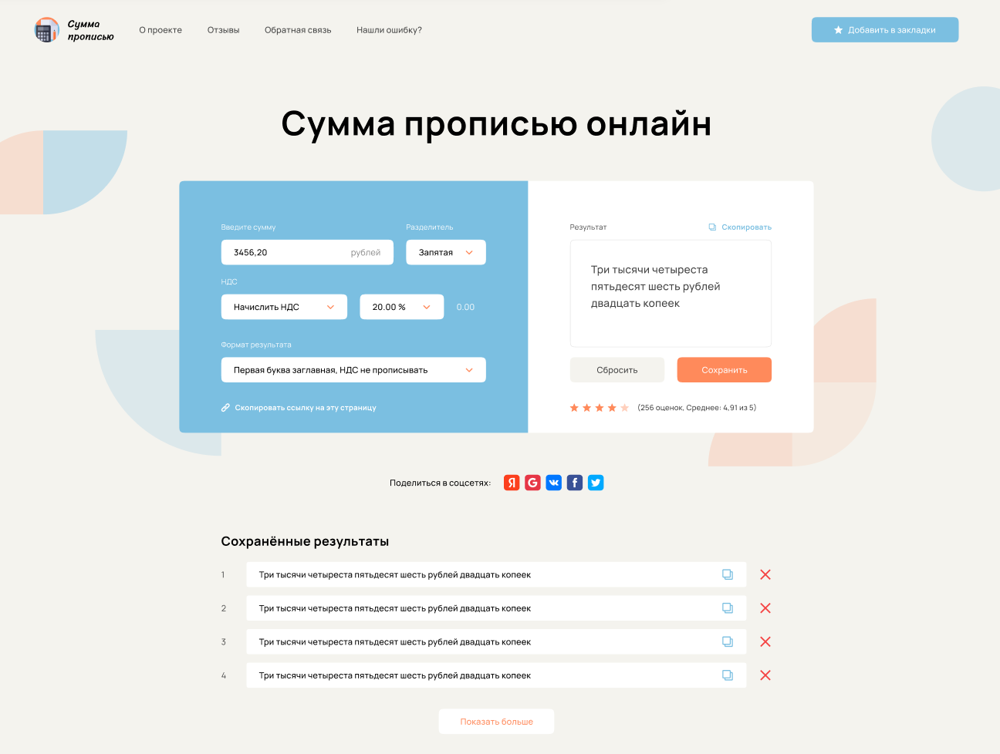 Сумма
прописью
О проекте
Отзывы
Обратная связь
Нашли ошибку?
Добавить в закладки
Сумма прописью онлайн
Введите сумму
Разделитель
3456,20
рублей
Запятая
НДС
Начислить НДС
20.00 %
0.00
Формат результата
Первая буква заглавная, НДС не прописывать
Скопировать ссылку на эту страницу
Результат
Скопировать
Три тысячи четыреста
пятьдесят шесть рублей
двадцать копеек
Сбросить
Сохранить
(256 оценок, Среднее: 4,91 из 5)
Поделиться в соцсетях:
Сохранённые результаты
1 Три тысячи четыреста пятьдесят шесть рублей двадцать копеек
2 Три тысячи четыреста пятьдесят шесть рублей двадцать копеек
3 Три тысячи четыреста пятьдесят шесть рублей двадцать копеек
4 Три тысячи четыреста пятьдесят шесть рублей двадцать копеек
Показать больше